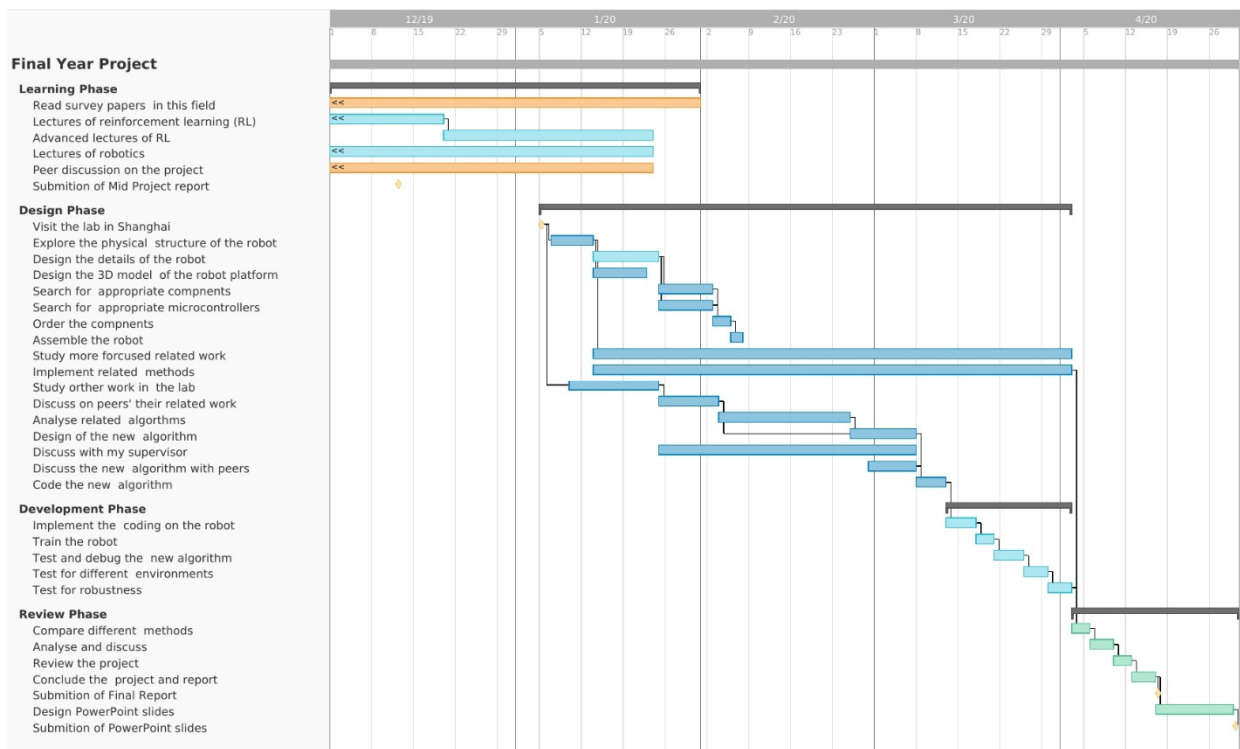 12/19 1/20 2/20 3/20 4/20
1 8 15 22 29 5 12 19 26 2 9 16 23 1 8 15 22 29 5 12 19 26
Final Year Project
Learning Phase
Read survey papers in this field <<
Lectures of reinforcement learning (RL) <<
Advanced lectures of RL
Lectures of robotics <<
Peer discussion on the project <<
Submition of Mid Project report
Design Phase
Visit the lab in Shanghai
Explore the physical structure of the robot
Design the details of the robot
Design the 3D model of the robot platform
Search for appropriate compnents
Search for appropriate microcontrollers
Order the compnents
Assemble the robot
Study more forcused related work
Implement related methods
Study orther work in the lab
Discuss on peers' their related work
Analyse related algorthms
Design of the new algorithm
Discuss with my supervisor
Discuss the new algorithm with peers
Code the new algorithm
Development Phase
Implement the coding on the robot
Train the robot
Test and debug the new algorithm
Test for different environments
Test for robustness
Review Phase
Compare different methods
Analyse and discuss
Review the project
Conclude the project and report
Submition of Final Report
Design PowerPoint slides
Submition of PowerPoint slides